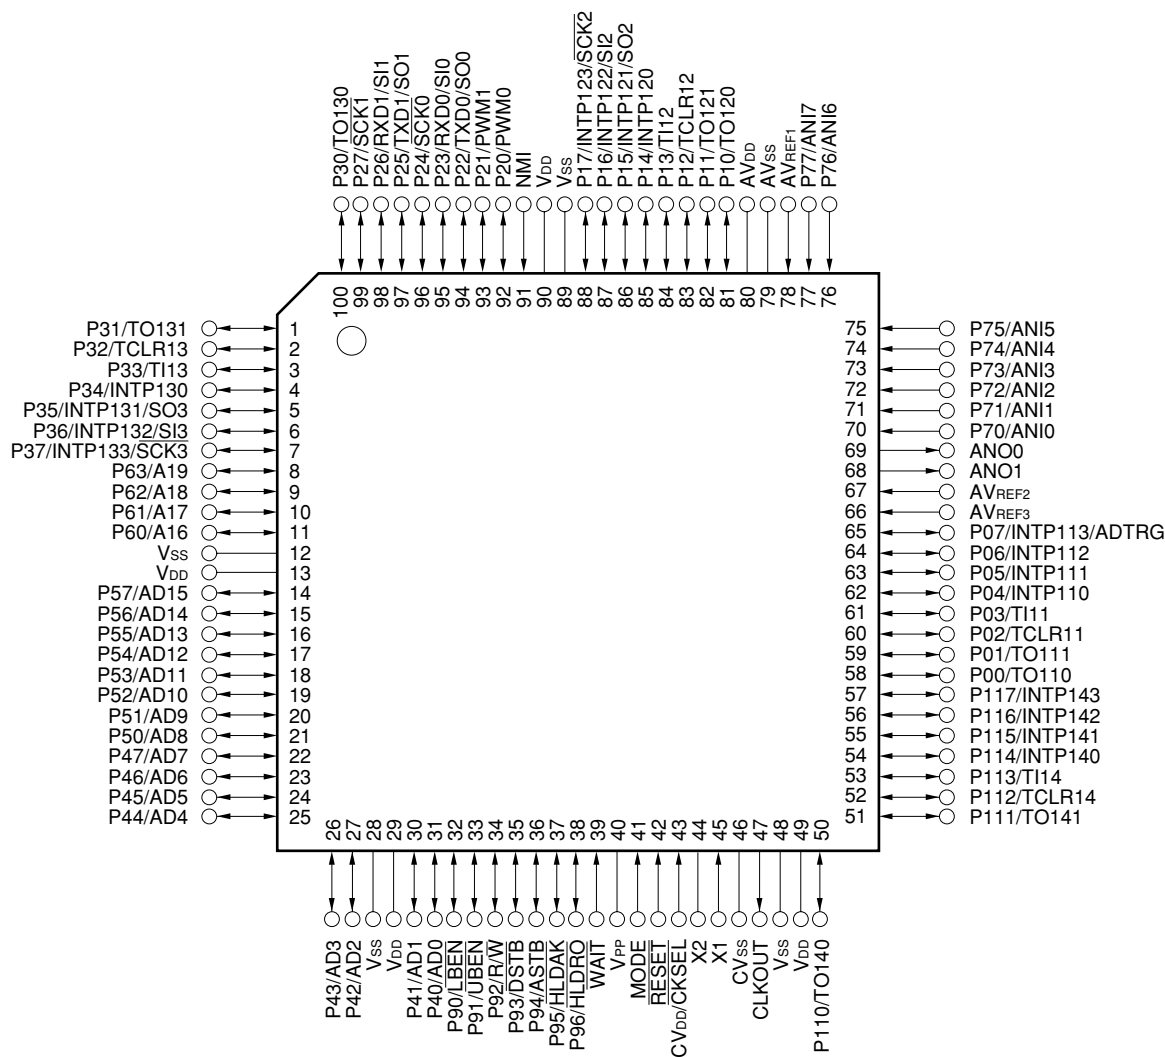 P30/TO130
P27/SCK1
P26/RXD1/SI1
P25/TXD1/SO1
P24/SCK0
P23/RXD0/SI0
P22/TXD0/SO0
P21/PWM1
P20/PWM0
NMI
VDD
VSS
P17/INTP123/SCK2
P16/INTP122/SI2
P15/INTP121/SO2
P14/INTP120
P13/TI12
P12/TCLR12
P11/TO121
P10/TO120
AVDD
AVSS
AVREF1
P77/ANI7
P76/ANI6
100 99 98 97 96 95 94 93 92 91 90 89 88 87 86 85 84 83 82 81 80 79 78 77 76
P31/TO131 1
P32/TCLR13 2
P33/TI13 3
P34/INTP130 4
P35/INTP131/SO3 5
P36/INTP132/SI3 6
P37/INTP133/SCK3 7
P63/A19 8
P62/A18 9
P61/A17 10
P60/A16 11
VSS 12
VDD 13
P57/AD15 14
P56/AD14 15
P55/AD13 16
P54/AD12 17
P53/AD11 18
P52/AD10 19
P51/AD9 20
P50/AD8 21
P47/AD7 22
P46/AD6 23
P45/AD5 24
P44/AD4 25
75 P75/ANI5
74 P74/ANI4
73 P73/ANI3
72 P72/ANI2
71 P71/ANI1
70 P70/ANI0
69 ANO0
68 ANO1
67 AVREF2
66 AVREF3
65 P07/INTP113/ADTRG
64 P06/INTP112
63 P05/INTP111
62 P04/INTP110
61 P03/TI11
60 P02/TCLR11
59 P01/TO111
58 P00/TO110
57 P117/INTP143
56 P116/INTP142
55 P115/INTP141
54 P114/INTP140
53 P113/TI14
52 P112/TCLR14
51 P111/TO141
26 27 28 29 30 31 32 33 34 35 36 37 38 39 40 41 42 43 44 45 46 47 48 49 50
P43/AD3
P42/AD2
VSS
VDD
P41/AD1
P40/AD0
P90/LBEN
P91/UBEN
P92/R/W
P93/DSTB
P94/ASTB
P95/HLDAK
P96/HLDRO
WAIT
VPP
MODE
RESET
CVDD/CKSEL
X2
X1
CVSS
CLKOUT
VSS
VDD
P110/TO140